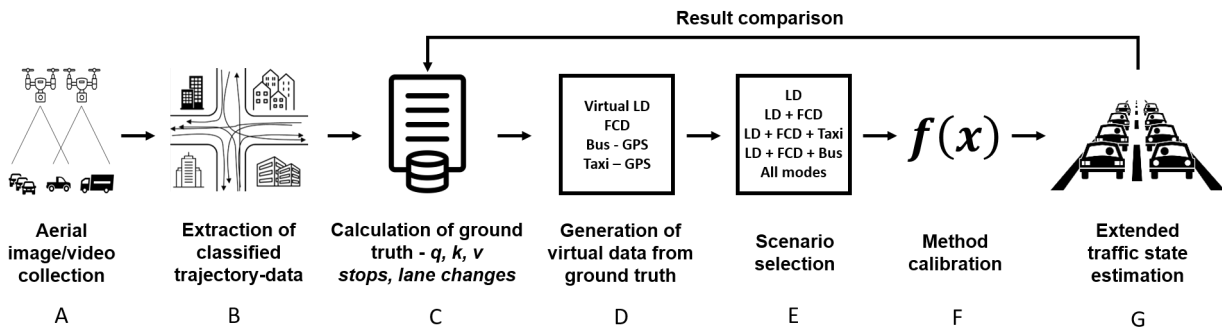 Result comparison
Virtual LD
FCD
Bus - GPS
Taxi – GPS
LD
LD + FCD
LD + FCD + Taxi
LD + FCD + Bus
All modes
f(x)
Aerial
image/video
collection
Extraction of
classified
trajectory-data
Calculation of ground
truth - q, k, v
stops, lane changes
Generation of
virtual data from
ground truth
Scenario
selection
Method
calibration
Extended
traffic state
estimation
A
B
C
D
E
F
G